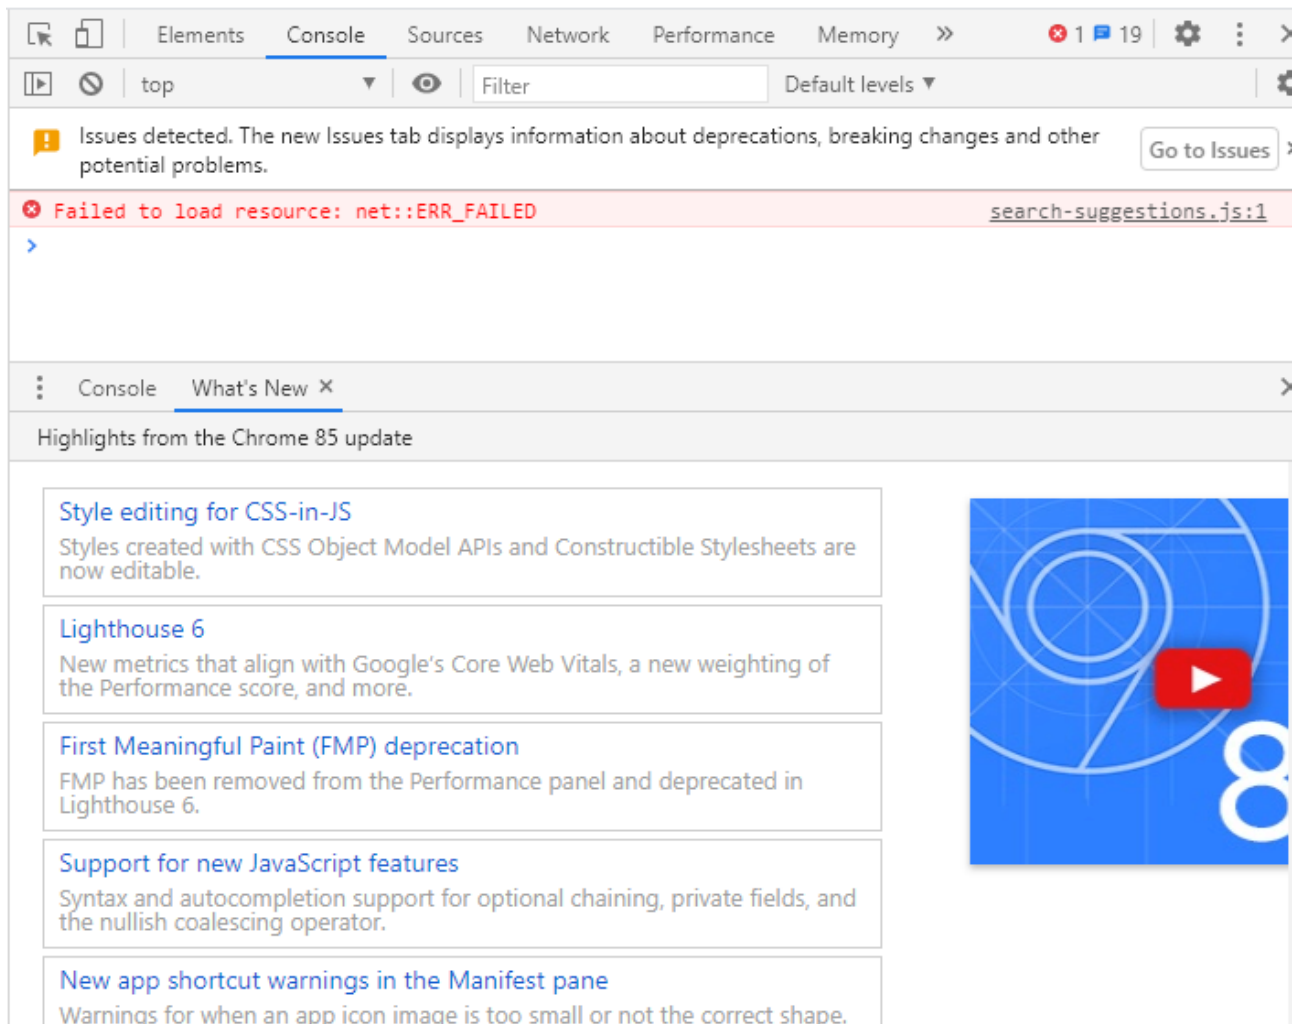 Elements Console Sources Network Performance Memory » 1 19
top Filter Default levels
Issues detected. The new Issues tab displays information about deprecations, breaking changes and other
potential problems.
Go to Issues
Failed to load resource: net::ERR_FAILED search-suggestions.js:1
Console What's New
Highlights from the Chrome 85 update
Style editing for CSS-in-JS
Styles created with CSS Object Model APIs and Constructible Stylesheets are
now editable.
Lighthouse 6
New metrics that align with Google's Core Web Vitals, a new weighting of
the Performance score, and more.
First Meaningful Paint (FMP) deprecation
FMP has been removed from the Performance panel and deprecated in
Lighthouse 6.
Support for new JavaScript features
Syntax and autocompletion support for optional chaining, private fields, and
the nullish coalescing operator.
New app shortcut warnings in the Manifest pane
Warnings for when an app icon image is too small or not the correct shape.
8